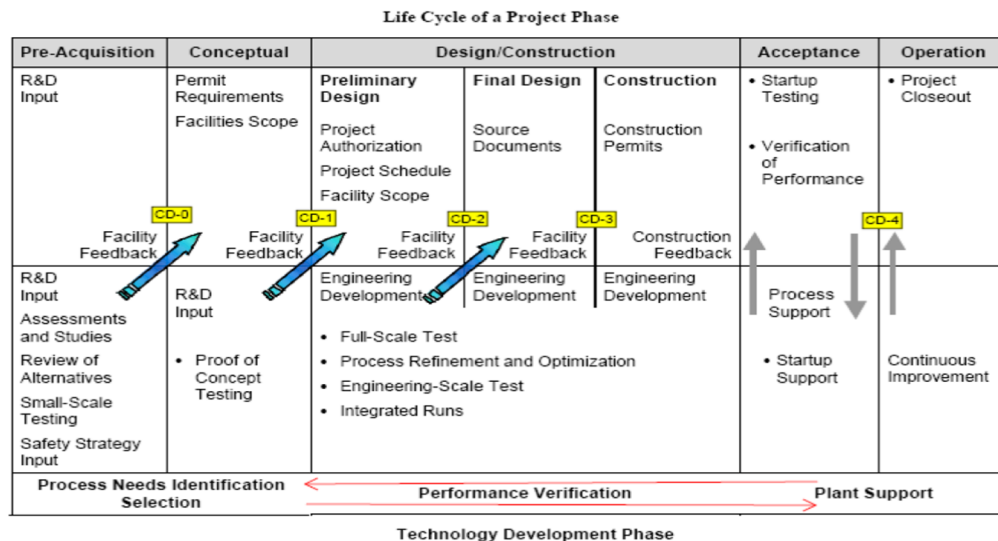 Life Cycle of a Project Phase
Pre-Acquisition
Conceptual
Design/Construction
Acceptance
Operation
R&D
Input
Permit
Requirements
Facilities Scope
Preliminary
Design
Project
Authorization
Project Schedule
Facility Scope
Final Design
Source
Documents
Construction
Construction
Permits
• Startup
Testing
• Verification
of
Performance
• Project
Closeout
CD-0
CD-1
CD-2
CD-3
CD-4
Facility
Feedback
Facility
Feedback
Facility
Feedback
Facility
Feedback
Construction
Feedback
R&D
Input
Assessments
and Studies
Review of
Alternatives
Small-Scale
Testing
Safety Strategy
Input
R&D
Input
• Proof of
Concept
Testing
Engineering
Development
Engineering
Development
Engineering
Development
• Full-Scale Test
• Process Refinement and Optimization
• Engineering-Scale Test
• Integrated Runs
Process
Support
• Startup
Support
Continuous
Improvement
Process Needs Identification
Selection
Performance Verification
Plant Support
Technology Development Phase